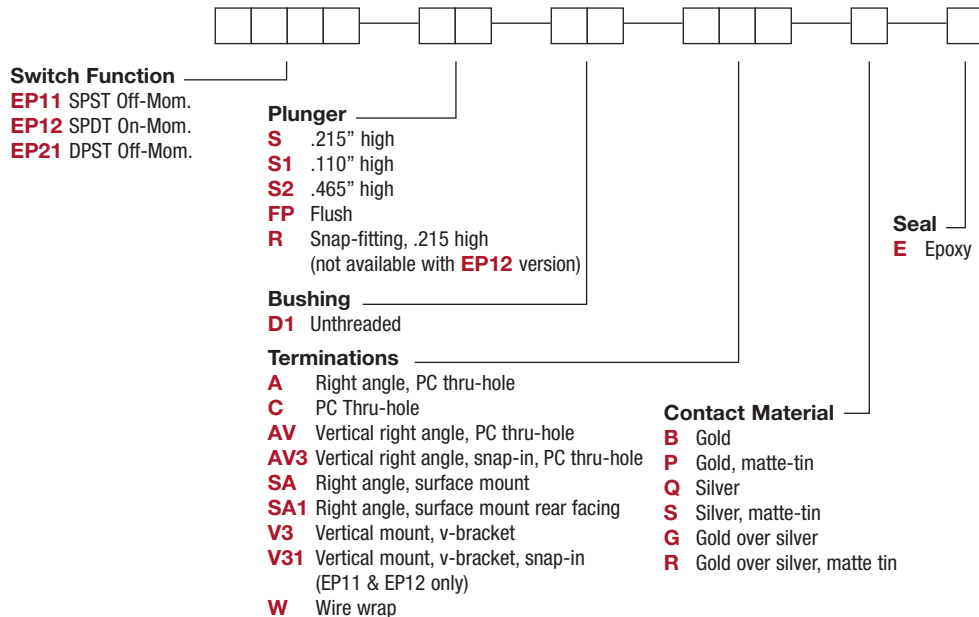 Switch Function
EP11 SPST Off-Mom.
EP12 SPDT On-Mom.
EP21 DPST Off-Mom.
Plunger
S .215” high
S1 .110” high
S2 .465” high
FP Flush
R Snap-fitting, .215 high
(not available with EP12 version)
Bushing
D1 Unthreaded
Terminations
A Right angle, PC thru-hole
C PC Thru-hole
AV Vertical right angle, PC thru-hole
AV3 Vertical right angle, snap-in, PC thru-hole
SA Right angle, surface mount
SA1 Right angle, surface mount rear facing
V3 Vertical mount, v-bracket
V31 Vertical mount, v-bracket, snap-in
(EP11 & EP12 only)
W Wire wrap
Contact Material
B Gold
P Gold, matte-tin
Q Silver
S Silver, matte-tin
G Gold over silver
R Gold over silver, matte tin
Seal
E Epoxy